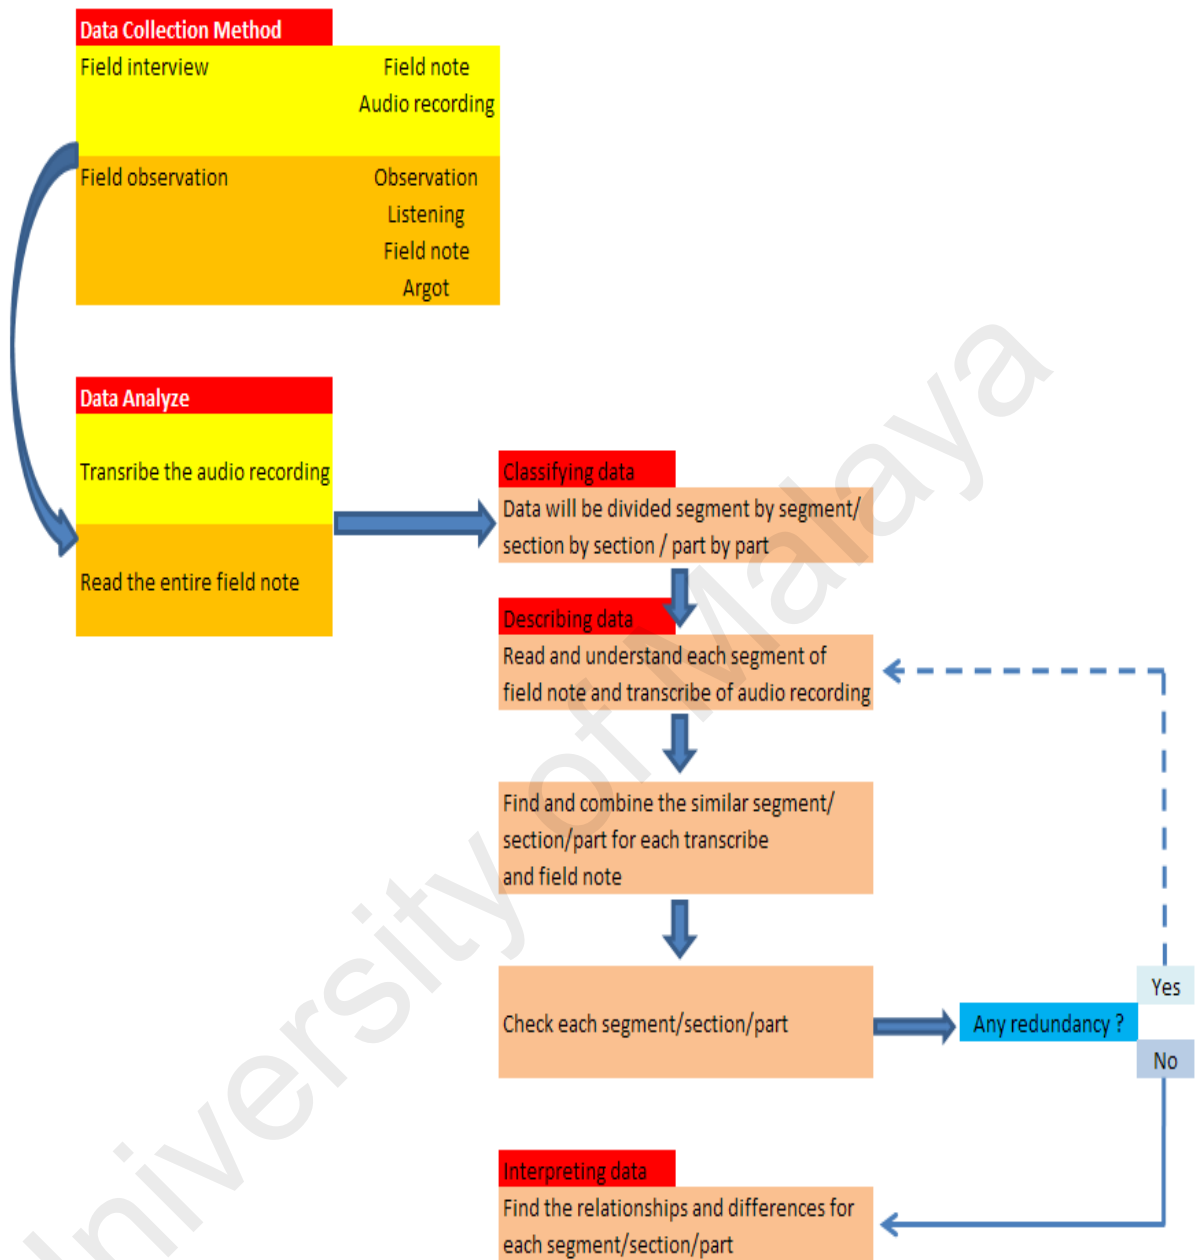 Data Collection Method
Field interview
Field note
Audio recording
Field observation
Observation
Listening
Field note
Argot
Data Analyze
Transribe the audio recording
Read the entire field note
Classifying data
Data will be divided segment by segment/
section by section / part by part
Describing data
Read and understand each segment of
field note and transcribe of audio recording
Find and combine the similar segment/
section/part for each transcribe
and field note
Check each segment/section/part
Any redundancy ?
Yes
No
Interpreting data
Find the relationships and differences for
each segment/section/part
University of Malaya